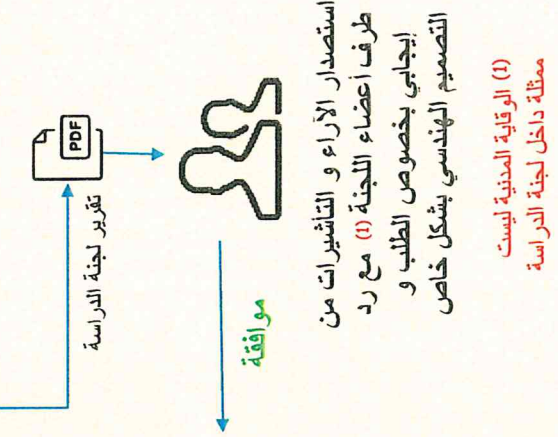 PDF
تقرير لجنة الدراسة
موافقة
استصدار الآراء و التاشيرات من
طرف أعضاء اللجنة (1) مع رد
إيجابي بخصوص الطلب و
التصميم الهندسي بشكل خاص
(1) الوقاية المدنية ليست
ممثلة داخل لجنة الدراسة